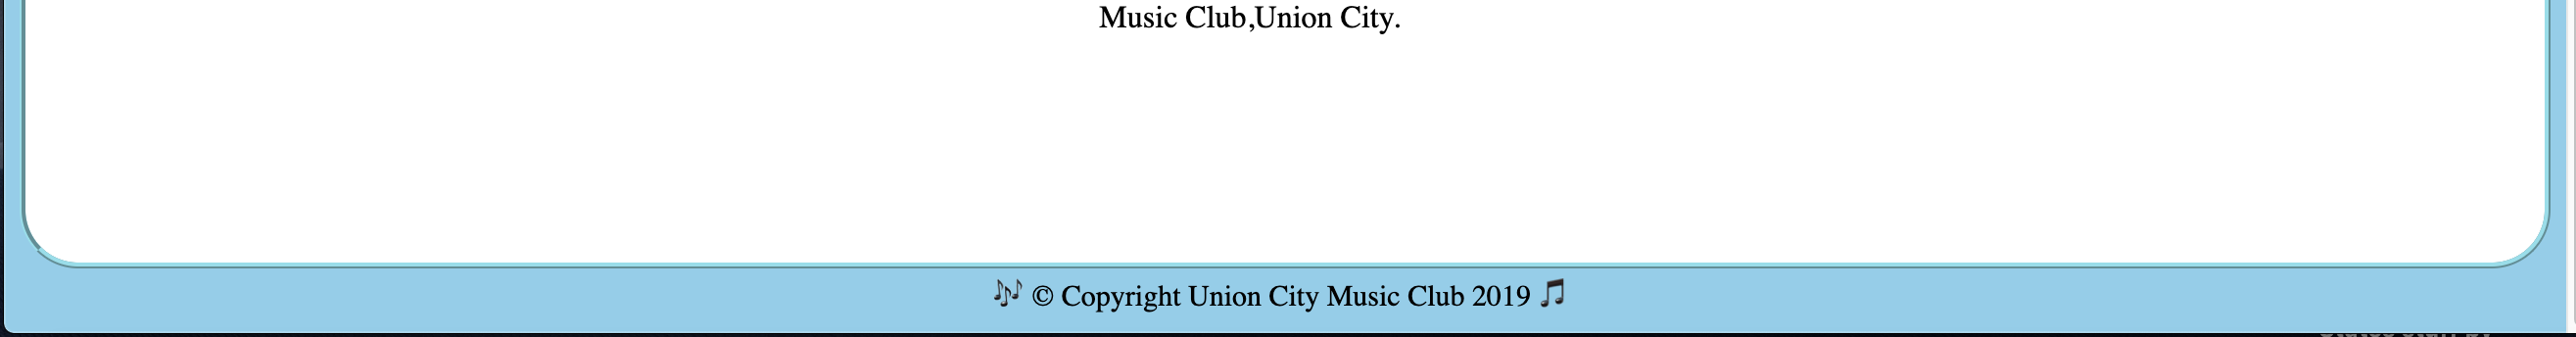 Music Club,Union City.
🎶 © Copyright Union City Music Club 2019 🎵